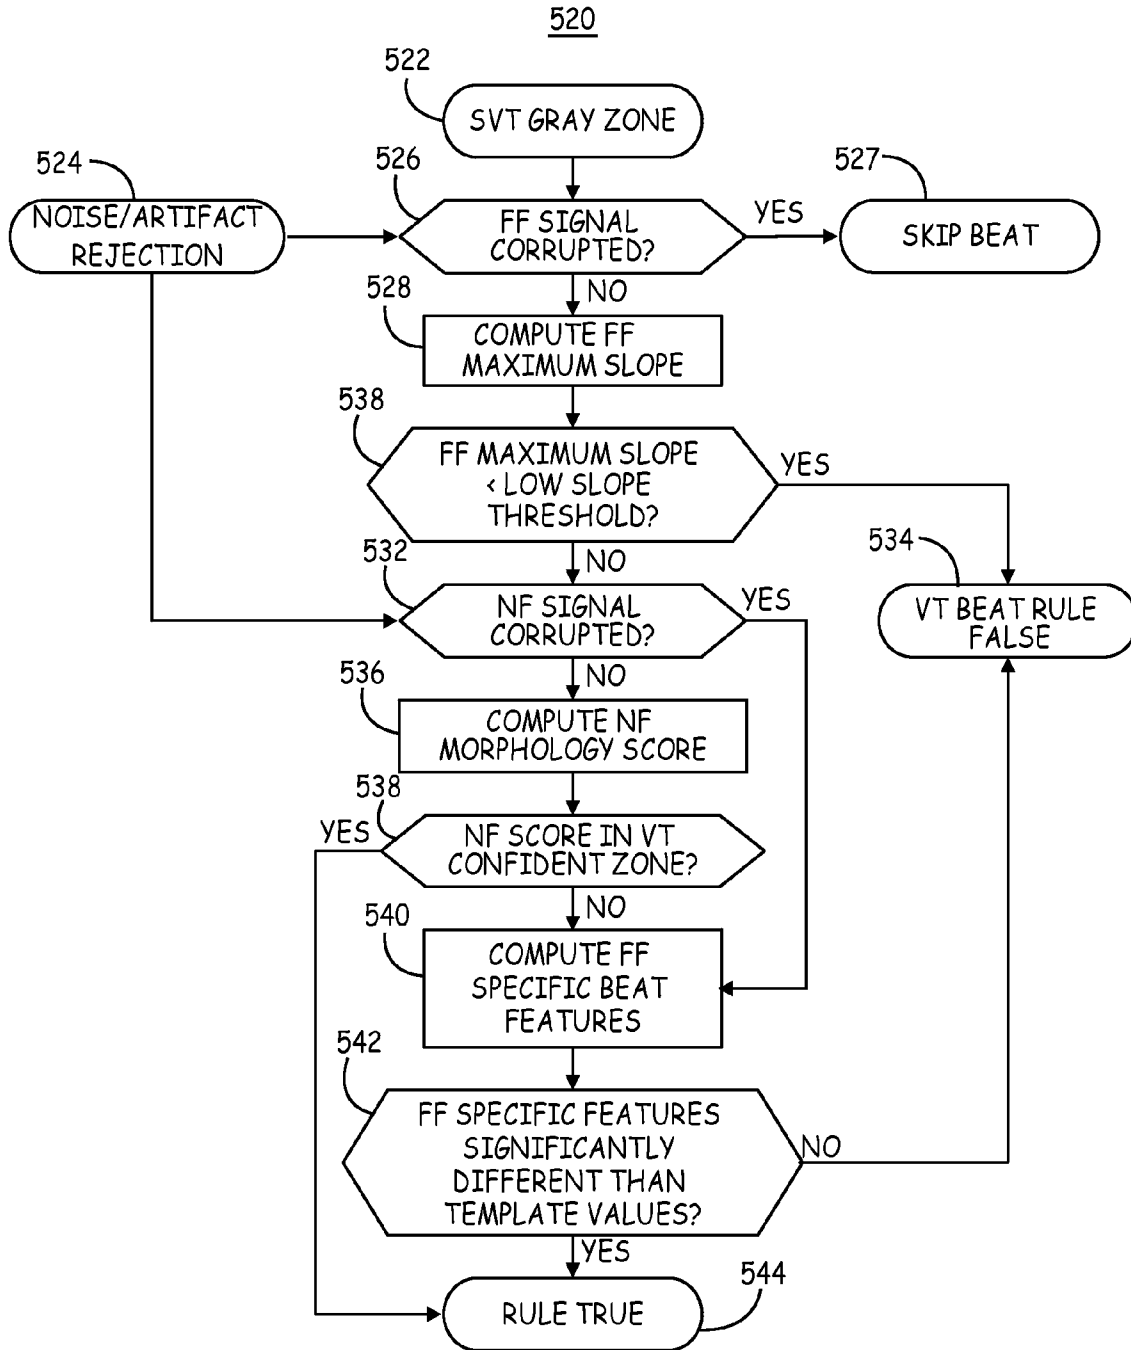 520
522
SVT GRAY ZONE
524
NOISE/ARTIFACT
REJECTION
526
FF SIGNAL
CORRUPTED?
YES
527
SKIP BEAT
NO
528
COMPUTE FF
MAXIMUM SLOPE
538
FF MAXIMUM SLOPE
< LOW SLOPE
THRESHOLD?
YES
NO
534
VT BEAT RULE
FALSE
532
NF SIGNAL
CORRUPTED?
YES
NO
536
COMPUTE NF
MORPHOLOGY SCORE
538
YES
NF SCORE IN VT
CONFIDENT ZONE?
NO
540
COMPUTE FF
SPECIFIC BEAT
FEATURES
542
FF SPECIFIC FEATURES
SIGNIFICANTLY
DIFFERENT THAN
TEMPLATE VALUES?
NO
YES
544
RULE TRUE